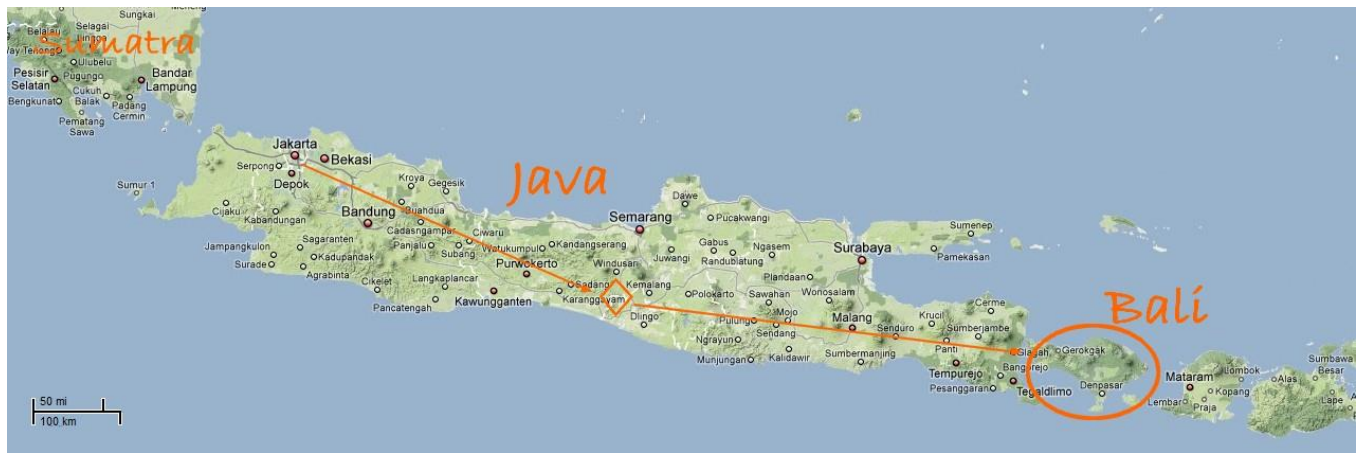 Sungkai
Belalau
Selagai
Lingga
Sumatra
Way Tenong
Ulubelu
Pesisir
Selatan
Pugungo
Bandar
Lampung
Bengkunat
Cukuh
Balak
Padang
Cermin
Pematang
Sawa
Jakarta
Bekasi
Serpong
Depok
Kroya
Gegesik
Java
Dawe
Sumur 1
Cijaku
Kabandungan
Bandung
Buahdua
Cadasngampar
Ciwaru
Semarang
Pucakwangi
Sumenep
Jampangkulon
Sagaranten
Panjalu
Subang
Watukumpul
Kandangserang
Juwangi
Gabus
Ngasem
Surabaya
Pamekasan
Surade
Kadupandak
Randublatung
Agrabinta
Cikelet
Langkaplancar
Purwokerto
Windusari
Plandaan
Pancatengah
Kawungganten
Sadang
Kemalang
Polokarto
Sawahan
Wonosalam
Bali
Karanggayam
Dlingo
Pulung
Mojo
Malang
Krucil
Cerme
Sendang
Senduro
Sumberjambe
Ngrayun
Panti
Glagah
Gerokgak
Munjungan
Kalidawir
Sumbermanjing
Tempurejo
Bangorejo
Mataram
Lombok
Alas
Sumbawa
Besar
Pesanggaran
Tegaldlimo
Denpasar
Lembar
Kopang
Praja
Lape
50 mi
100 km